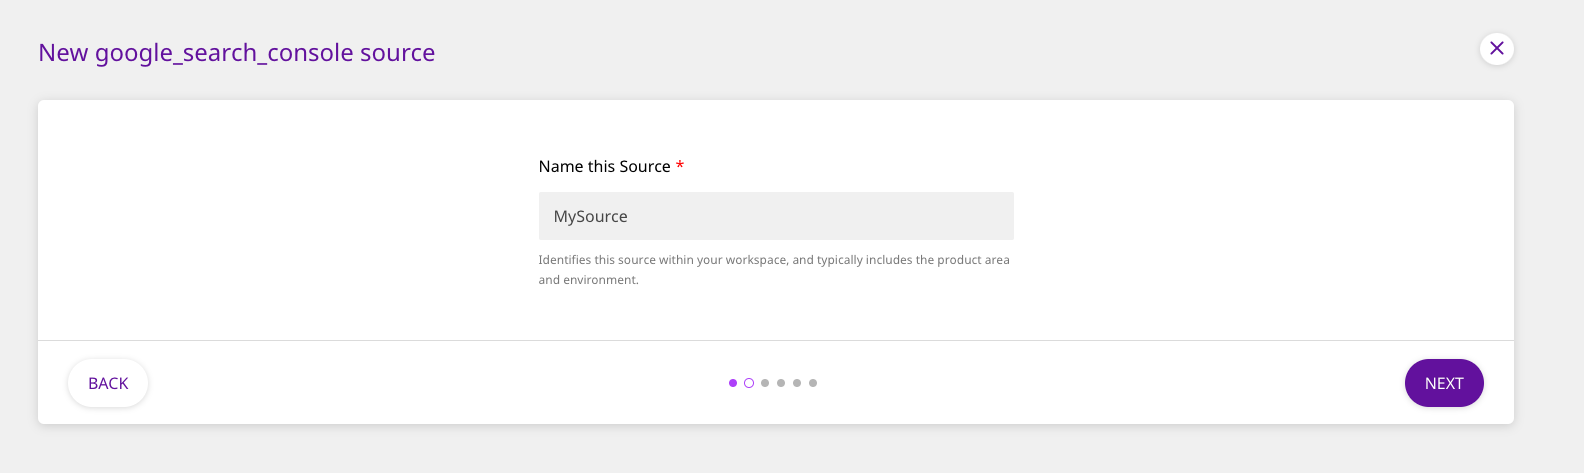 New google_search_console source
Name this Source *
MySource
Identifies this source within your workspace, and typically includes the product area
and environment.
BACK
NEXT